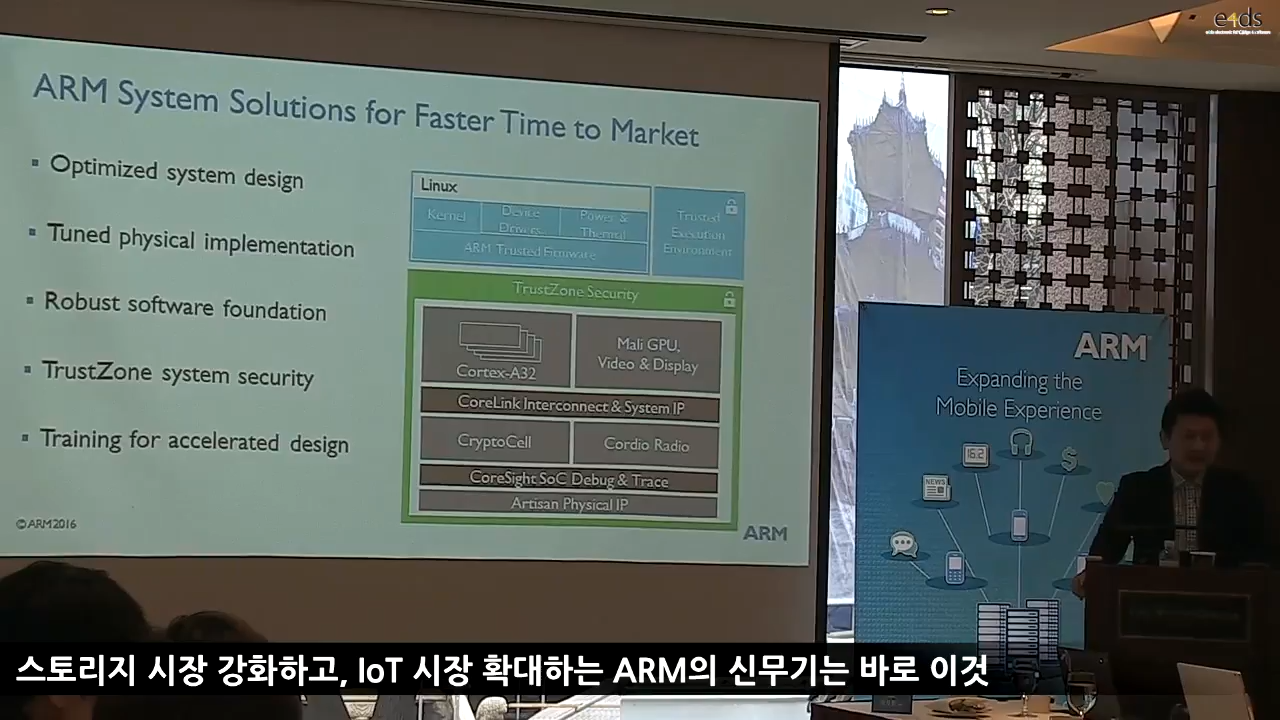 e4ds
ARM System Solutions for Faster Time to Market
▪ Optimized system design
▪ Tuned physical implementation
▪ Robust software foundation
▪ TrustZone system security
▪ Training for accelerated design
©ARM2016
Linux
Kernel
Device
Drivers
Power &
Thermal
ARM Trusted Firmware
Trusted
Execution
Environment
TrustZone Security
Cortex-A32
Mali GPU,
Video & Display
CoreLink Interconnect & System IP
CryptoCell
Cordio Radio
CoreSight SoC Debug & Trace
Artisan Physical IP
ARM
ARM
Expanding the
Mobile Experience
16.2
NEWS
$
스토리지 시장 강화하고, IoT 시장 확대하는 ARM의 신무기는 바로 이것